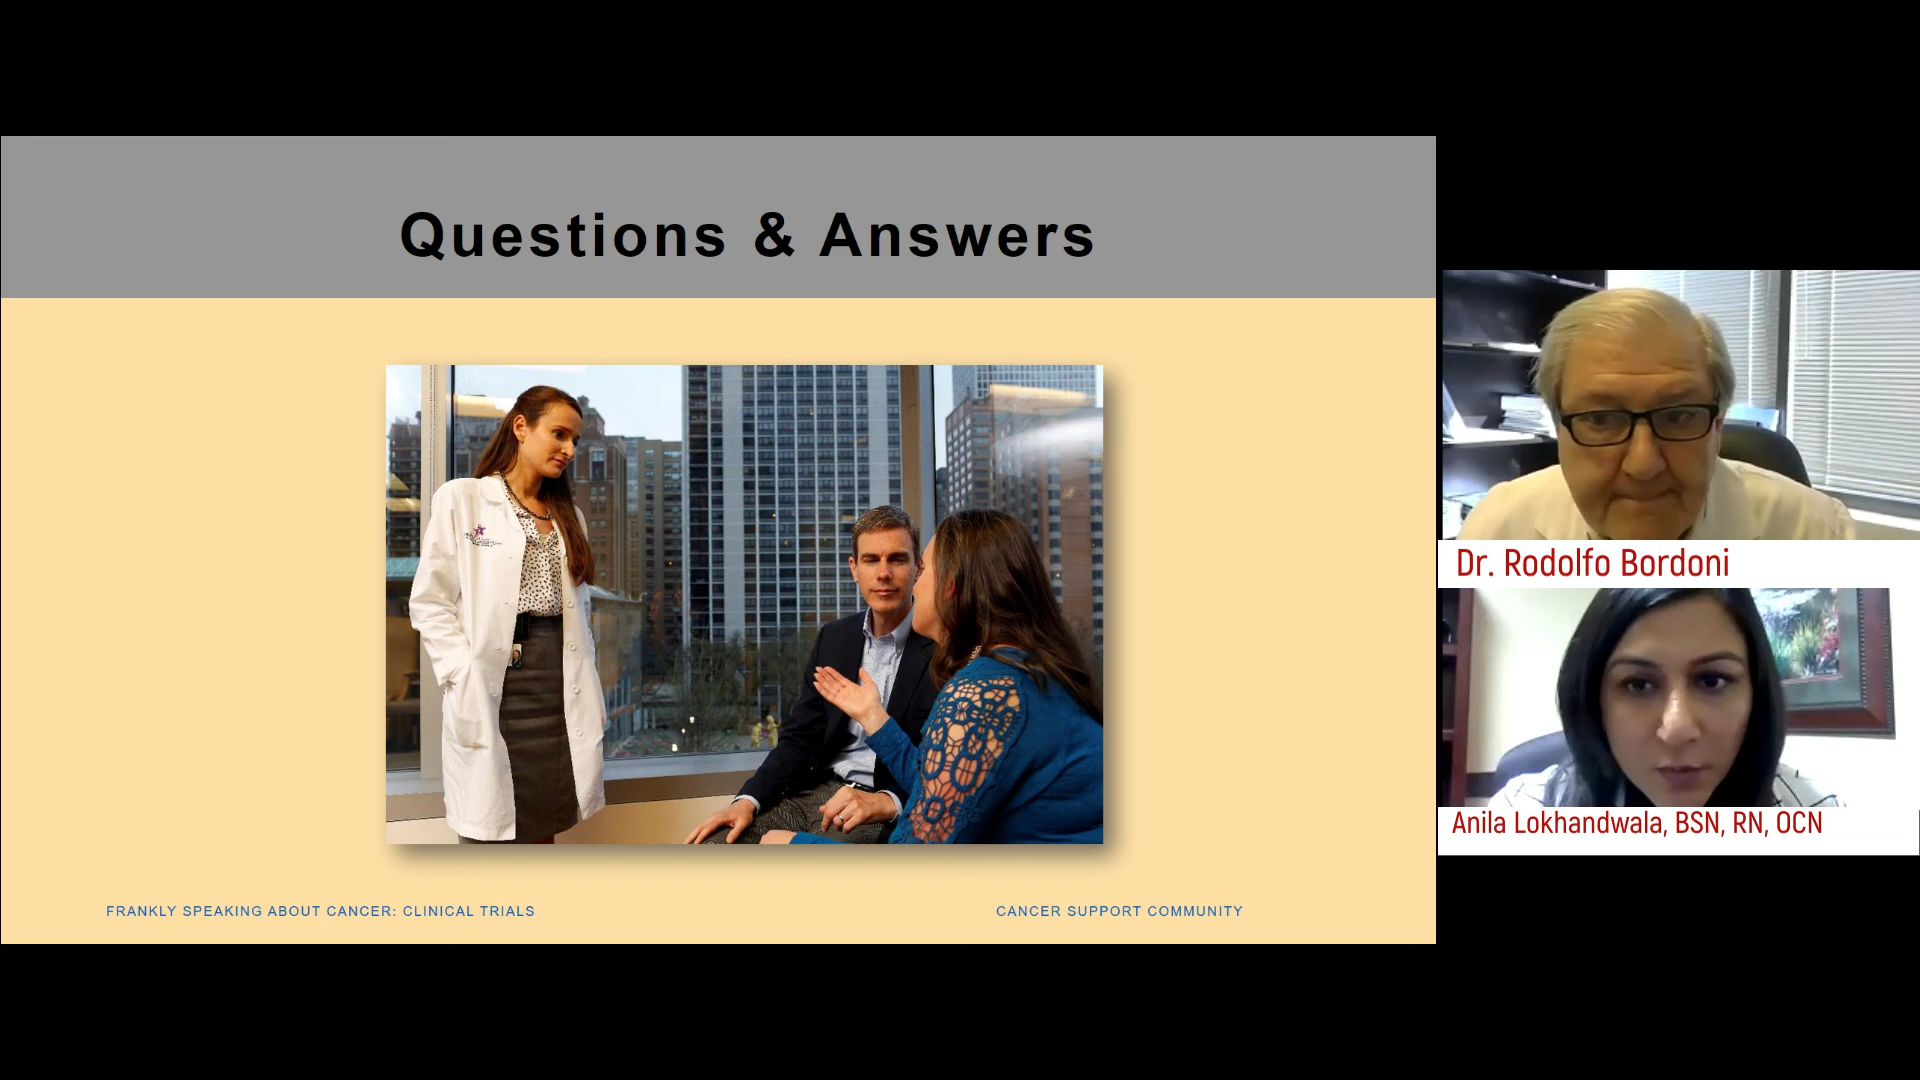 Questions & Answers
Dr. Rodolfo Bordoni
Anila Lokhandwala, BSN, RN, OCN
FRANKLY SPEAKING ABOUT CANCER: CLINICAL TRIALS
CANCER SUPPORT COMMUNITY